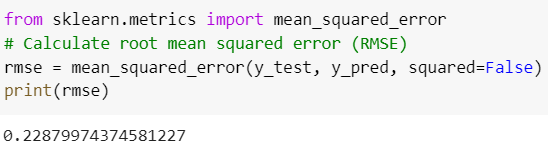 from sklearn.metrics import mean_squared_error
# Calculate root mean squared error (RMSE)
rmse = mean_squared_error(y_test, y_pred, squared=False)
print(rmse)
0.22879974374581227